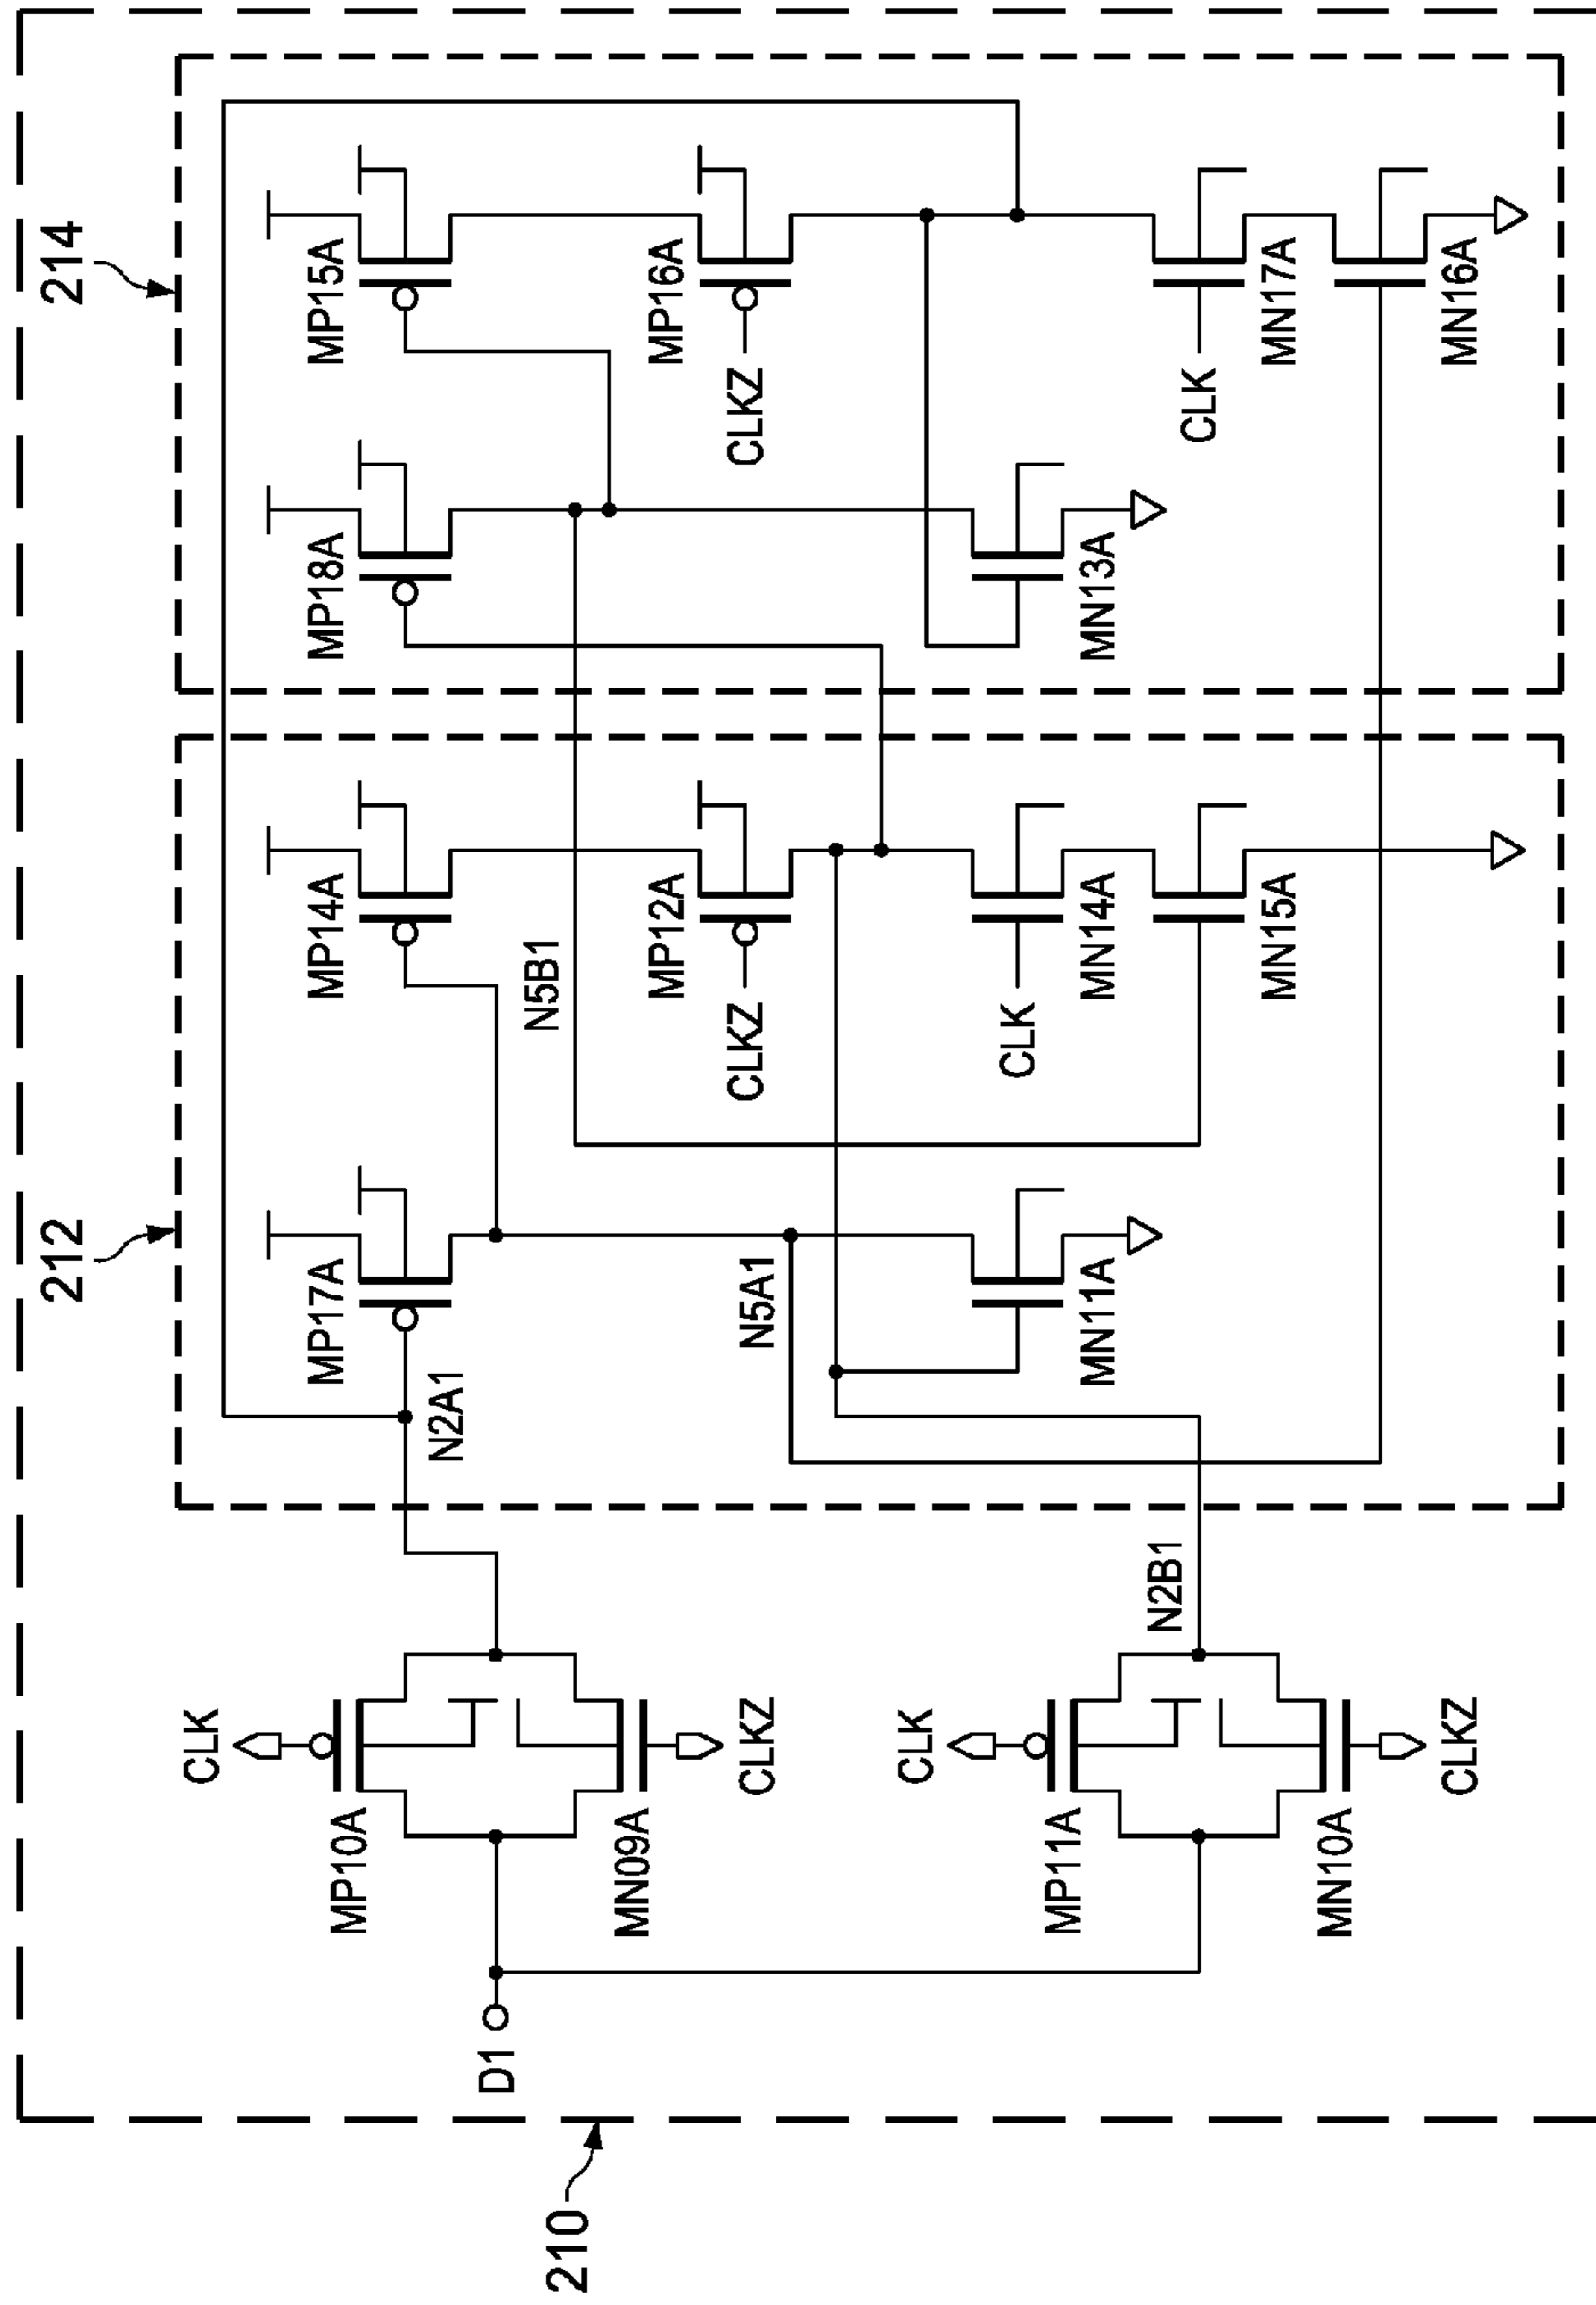 214
MP15A
MP16A
CLKZ
CLK
MN17A
MN16A
MP18A
MN13A
212
MP14A
N5B1
MP12A
CLKZ
CLK
MN14A
MN15A
MP17A
N2A1
N5A1
MN11A
N2B1
CLK
MP10A
MN09A
CLKZ
CLK
MP11A
MN10A
CLKZ
D1
210